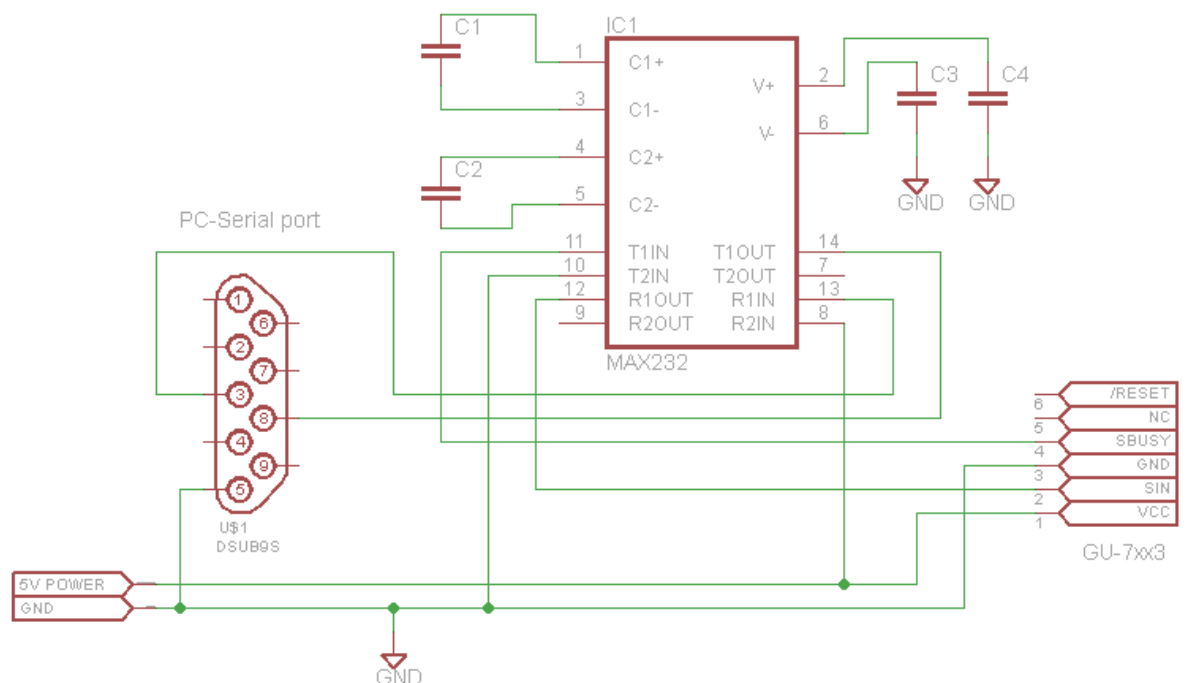 C1
IC1
1
C1+
V+
2
C3
C4
3
C1-
V-
6
4
C2+
C2
5
C2-
GND
GND
PC-Serial port
11
T1IN
T1OUT
14
10
T2IN
T2OUT
7
12
R1OUT
R1IN
13
9
R2OUT
R2IN
8
MAX232
1
6
2
7
3
8
4
9
5
U$1
DSUB9S
/RESET
6
NC
5
SBUSY
4
GND
3
SIN
2
VCC
1
GU-7xx3
5V POWER
GND
GND